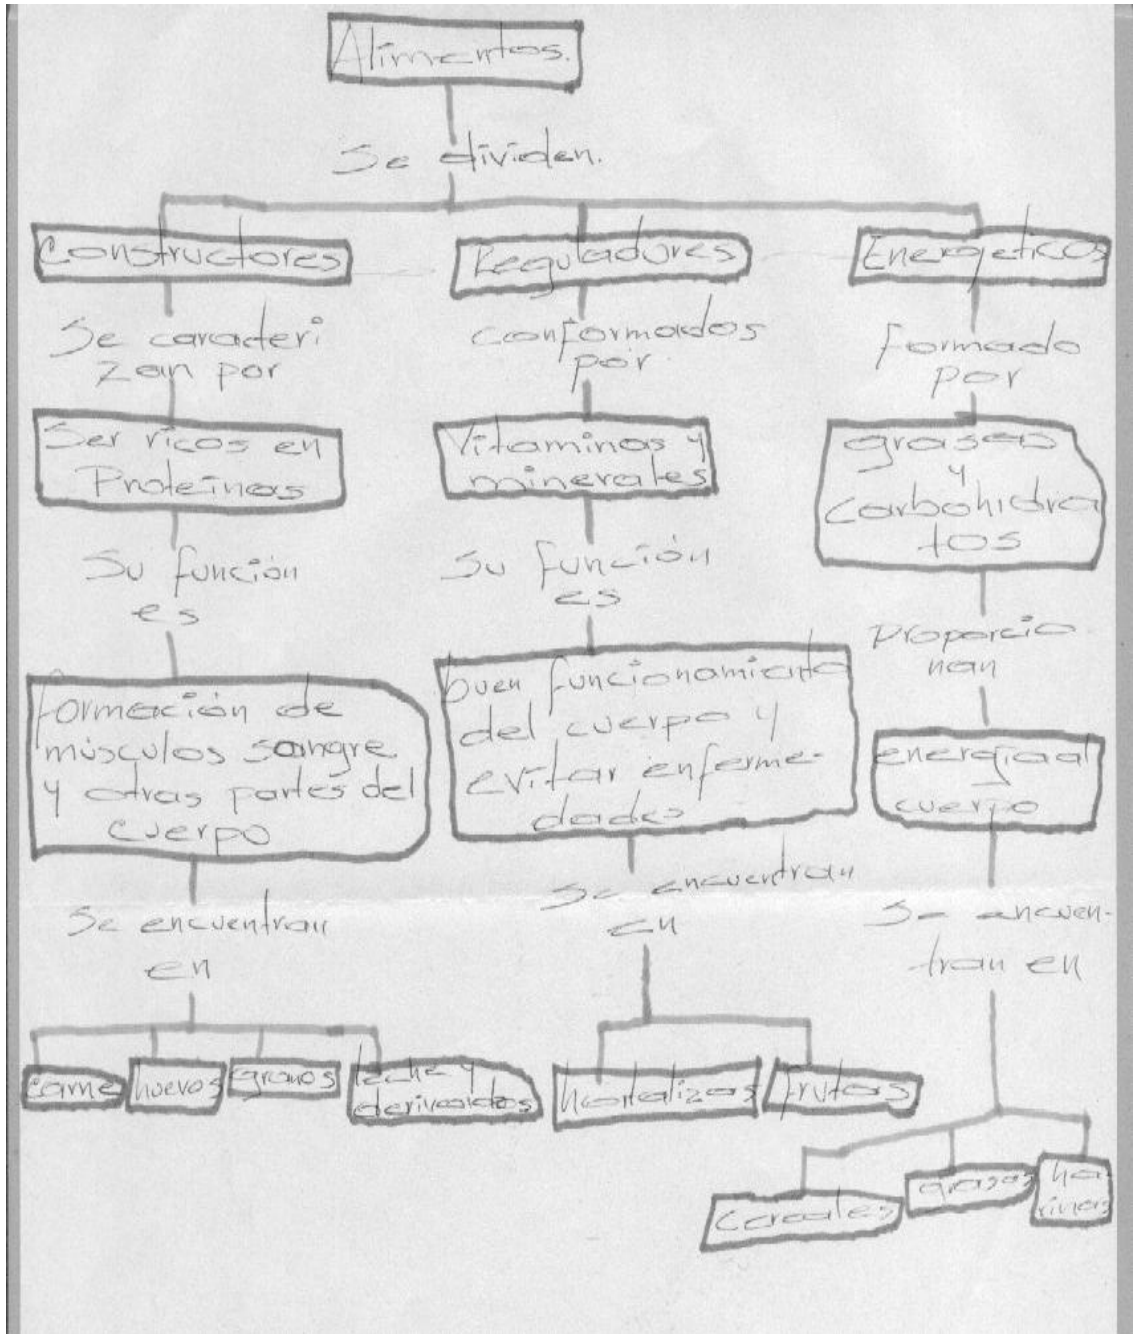 Alimentos.
Se dividen.
Constructores
Reguladores
Energeticos
Se caracteri
zan por
conformados
por
formado
por
Ser ricos en
Proteínas
Vitaminas y
minerales
grasas
y
carbohidra
tos
Su función
es
Su función
es
Proporcio
nan
formación de
músculos sangre
y otras partes del
cuerpo
buen funcionamiento
del cuerpo y
evitar enferme-
dades
energia al
cuerpo
Se encuentran
en
Se encuentran
en
Se encuen-
tran en
carne
huevos
granos
leche y
derivados
hortalizas
frutas
cereales
grasas
ha
rinas